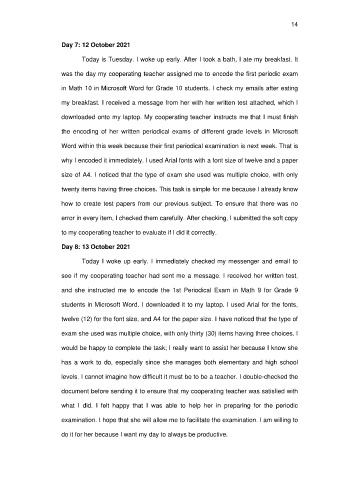 14
Day 7: 12 October 2021
Today is Tuesday. I woke up early. After I took a bath, I ate my breakfast. It
was the day my cooperating teacher assigned me to encode the first periodic exam
in Math 10 in Microsoft Word for Grade 10 students. I check my emails after eating
my breakfast. I received a message from her with her written test attached, which I
downloaded onto my laptop. My cooperating teacher instructs me that I must finish
the encoding of her written periodical exams of different grade levels in Microsoft
Word within this week because their first periodical examination is next week. That is
why I encoded it immediately. I used Arial fonts with a font size of twelve and a paper
size of A4. I noticed that the type of exam she used was multiple choice, with only
twenty items having three choices. This task is simple for me because I already know
how to create test papers from our previous subject. To ensure that there was no
error in every item, I checked them carefully. After checking, I submitted the soft copy
to my cooperating teacher to evaluate if I did it correctly.
Day 8: 13 October 2021
Today I woke up early. I immediately checked my messenger and email to
see if my cooperating teacher had sent me a message. I received her written test,
and she instructed me to encode the 1st Periodical Exam in Math 9 for Grade 9
students in Microsoft Word. I downloaded it to my laptop. I used Arial for the fonts,
twelve (12) for the font size, and A4 for the paper size. I have noticed that the type of
exam she used was multiple choice, with only thirty (30) items having three choices. I
would be happy to complete the task; I really want to assist her because I know she
has a work to do, especially since she manages both elementary and high school
levels. I cannot imagine how difficult it must be to be a teacher. I double-checked the
document before sending it to ensure that my cooperating teacher was satisfied with
what I did. I felt happy that I was able to help her in preparing for the periodic
examination. I hope that she will allow me to facilitate the examination. I am willing to
do it for her because I want my day to always be productive.